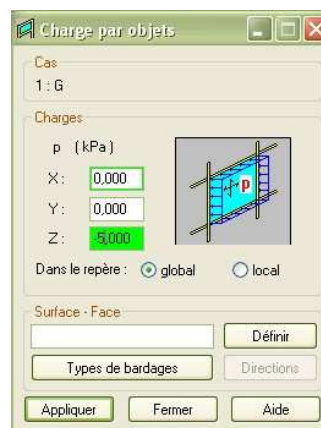 Charge par objets
Cas
1 : G
Charges
p (kPa)
X: 0,000
Y: 0,000
Z: -5,000
p
Dans le repère : global local
Surface - Face
Définir
Types de bardages Directions
Appliquer Fermer Aide